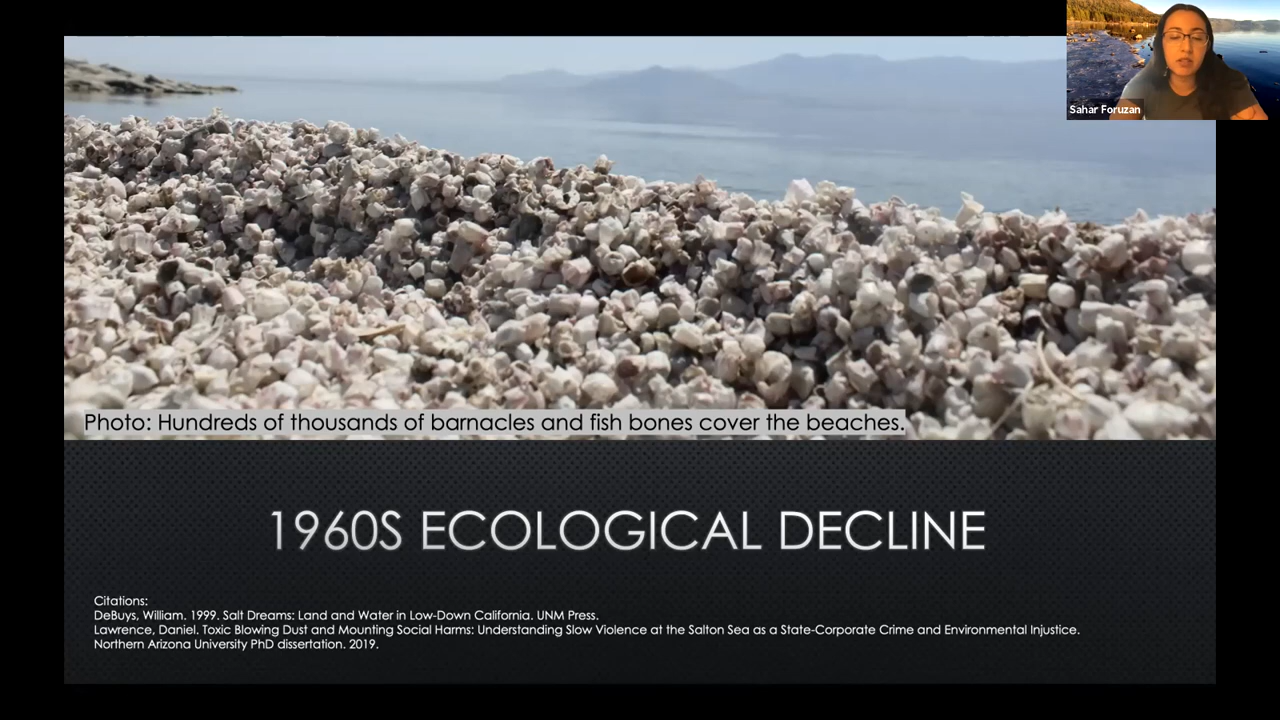 Sahar Foruzan
Photo: Hundreds of thousands of barnacles and fish bones cover the beaches.
1960S ECOLOGICAL DECLINE
Citations:
DeBuys, William. 1999. Salt Dreams: Land and Water in Low-Down California. UNM Press.
Lawrence, Daniel. Toxic Blowing Dust and Mounting Social Harms: Understanding Slow Violence at the Salton Sea as a State-Corporate Crime and Environmental Injustice.
Northern Arizona University PhD dissertation. 2019.